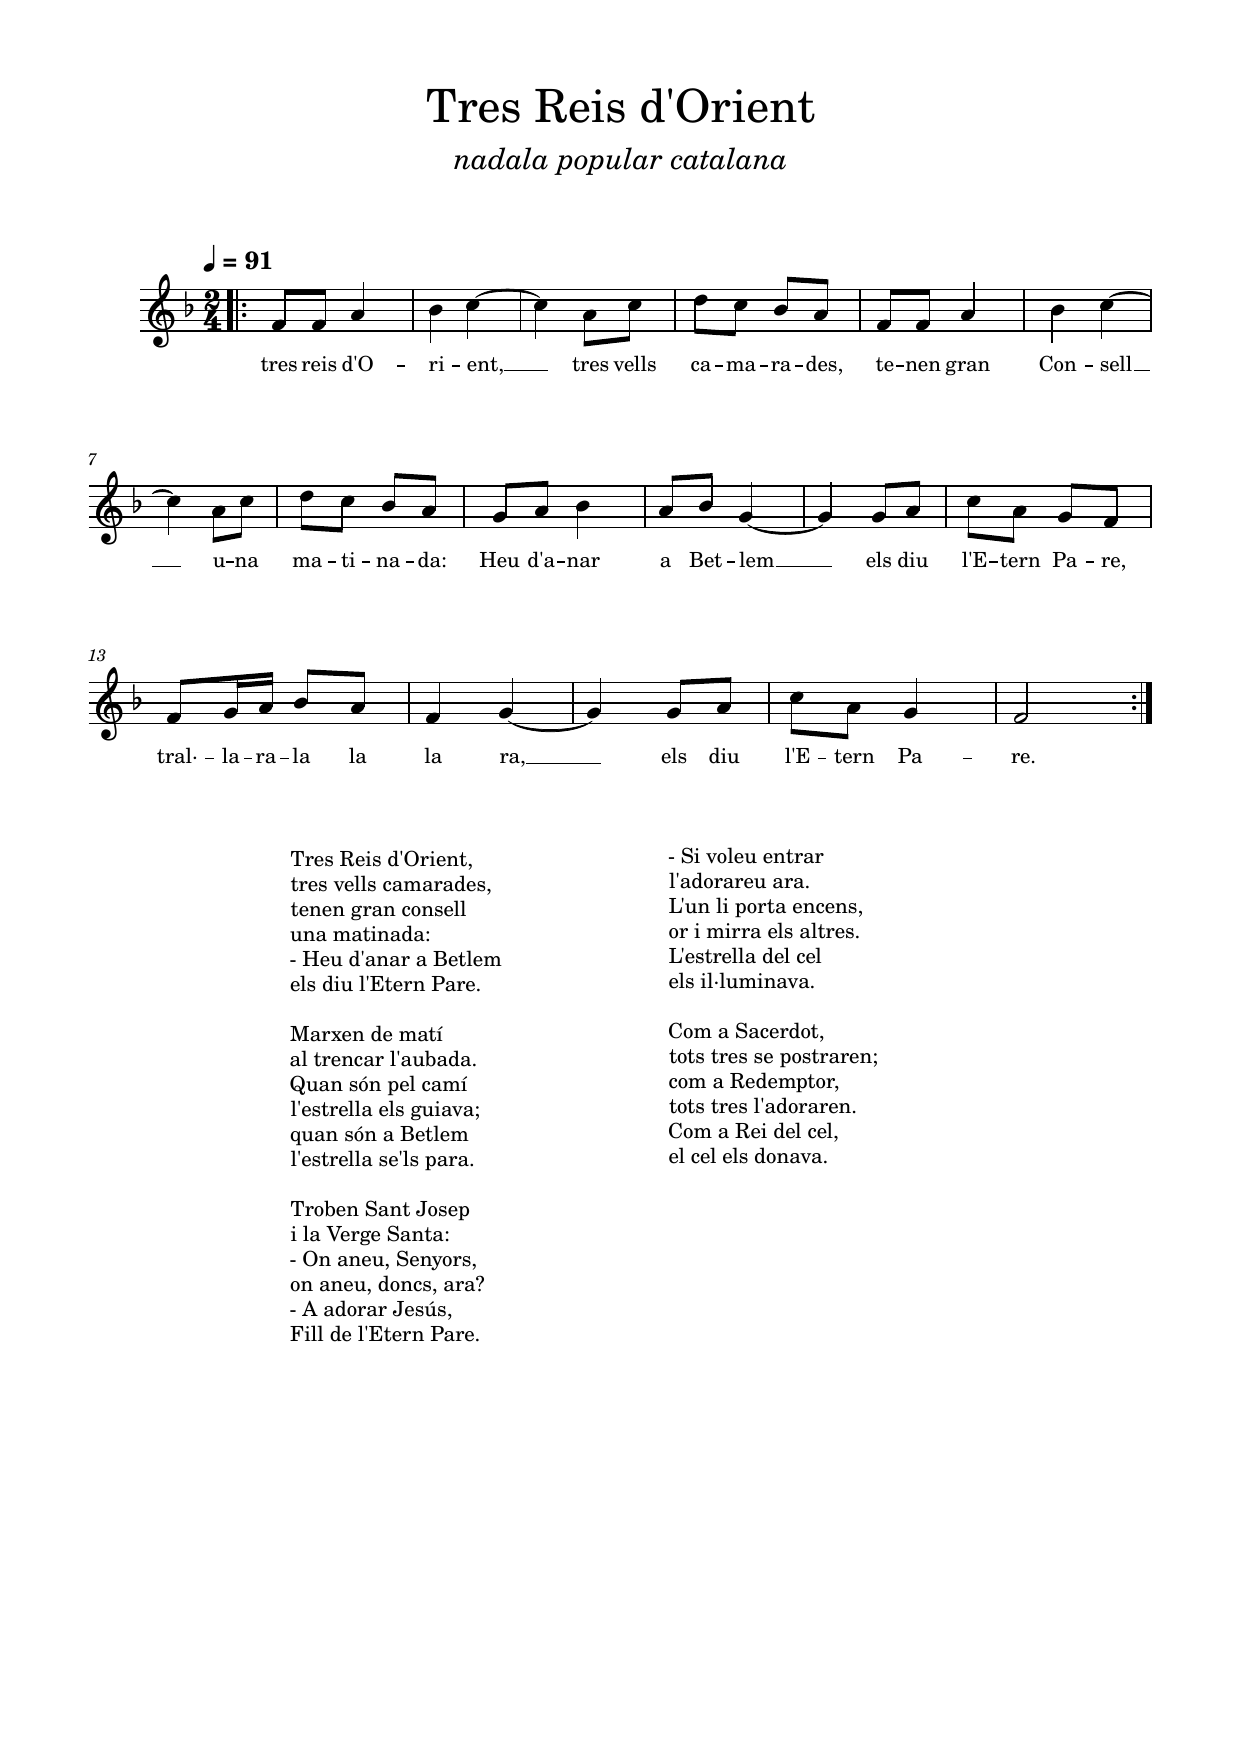 Tres Reis d'Orient
nadala popular catalana
= 91
2
4
tres reis d'O – ri – ent, tres vells ca – ma – ra – des, te – nen gran Con – sell
7
u – na ma – ti – na – da: Heu d'a – nar a Bet – lem els diu l'E – tern Pa – re,
13
tral· – la – ra – la la la ra, els diu l'E – tern Pa – re.
Tres Reis d'Orient,
tres vells camarades,
tenen gran consell
una matinada:
- Heu d'anar a Betlem
els diu l'Etern Pare.
Marxen de matí
al trencar l'aubada.
Quan són pel camí
l'estrella els guiava;
quan són a Betlem
l'estrella se'ls para.
Troben Sant Josep
i la Verge Santa:
- On aneu, Senyors,
on aneu, doncs, ara?
- A adorar Jesús,
Fill de l'Etern Pare.
- Si voleu entrar
l'adorareu ara.
L'un li porta encens,
or i mirra els altres.
L'estrella del cel
els il·luminava.
Com a Sacerdot,
tots tres se postraren;
com a Redemptor,
tots tres l'adoraren.
Com a Rei del cel,
el cel els donava.